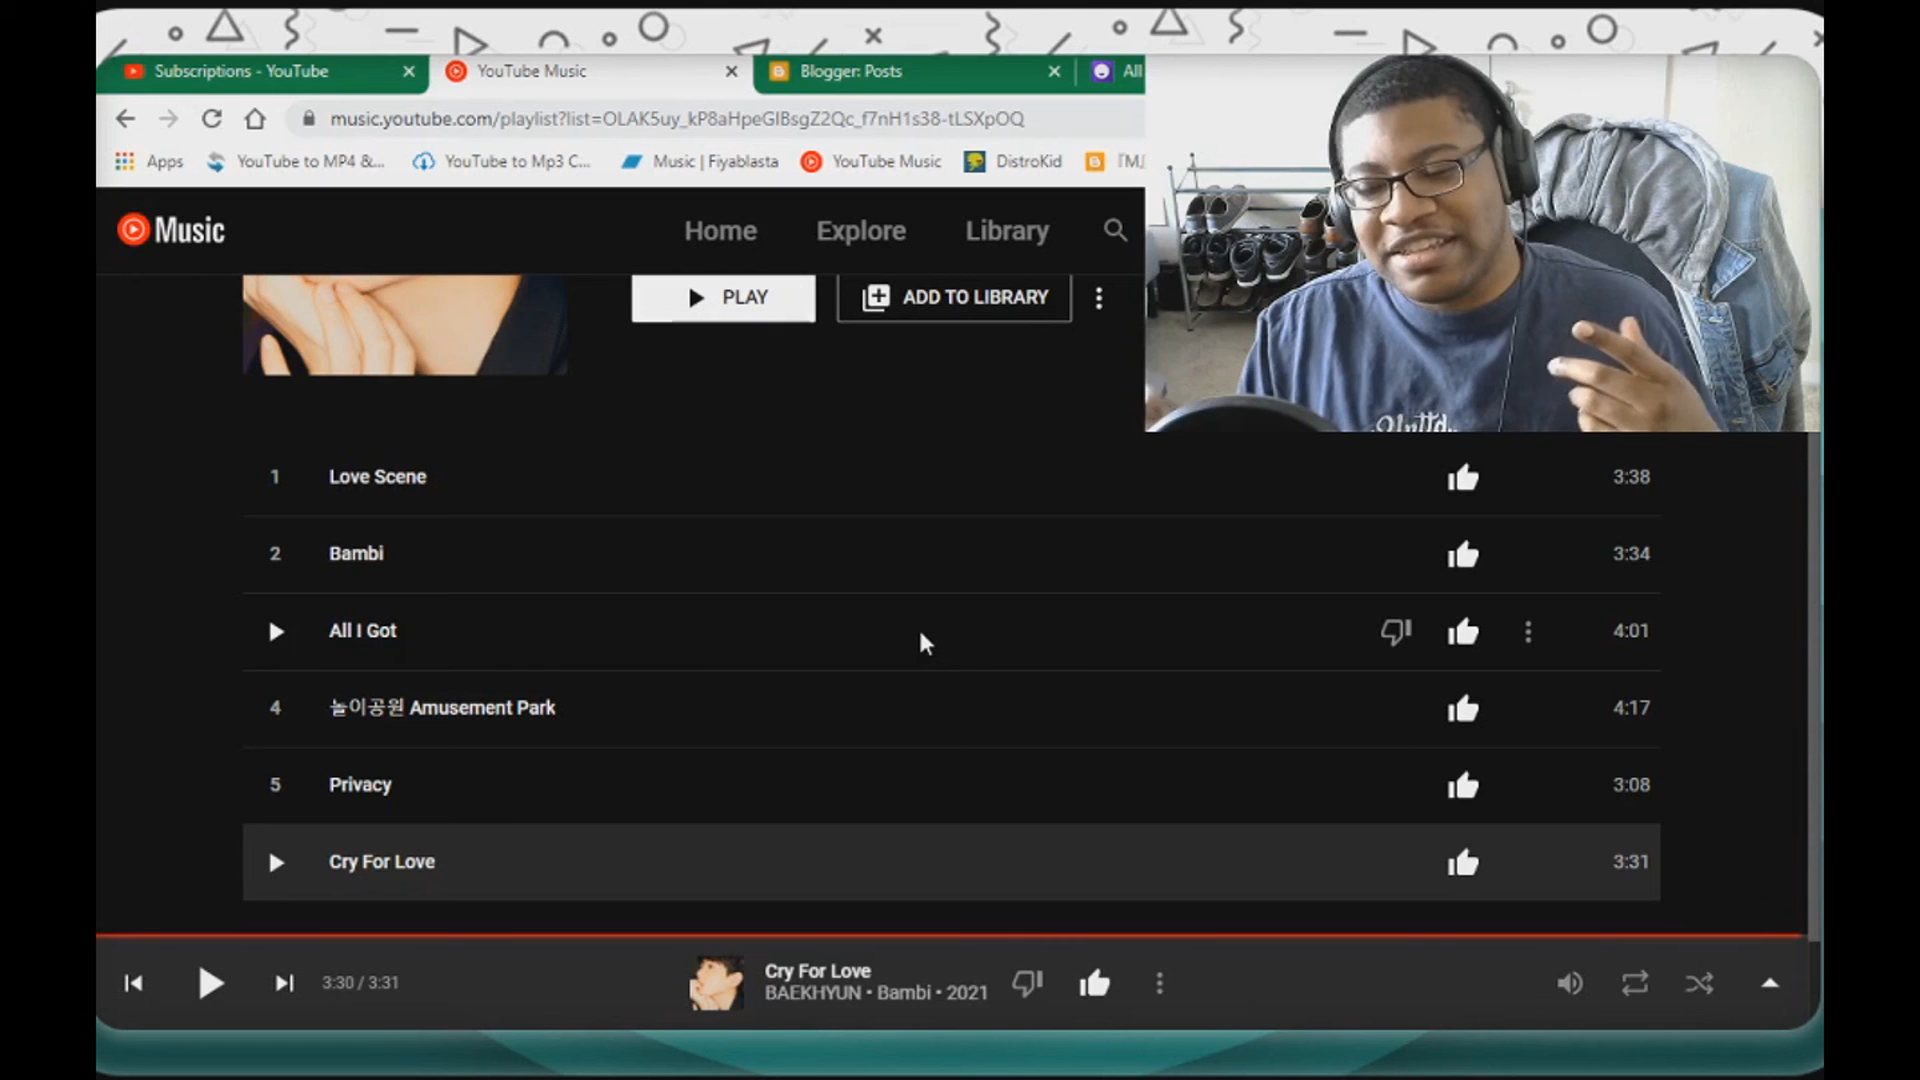 Subscriptions - YouTube
YouTube Music
Blogger: Posts
All
music.youtube.com/playlist?list=OLAK5uy_kP8aHpeGlBsgZ2Qc_f7nH1s38-tLSXpOQ
Apps
YouTube to MP4 &...
YouTube to Mp3 C...
Music | Fiyablasta
YouTube Music
DistroKid
Music
Home
Explore
Library
PLAY
ADD TO LIBRARY
1 Love Scene 3:38
2 Bambi 3:34
All I Got 4:01
4 놀이공원 Amusement Park 4:17
5 Privacy 3:08
Cry For Love 3:31
3:30 / 3:31
Cry For Love
BAEKHYUN • Bambi • 2021